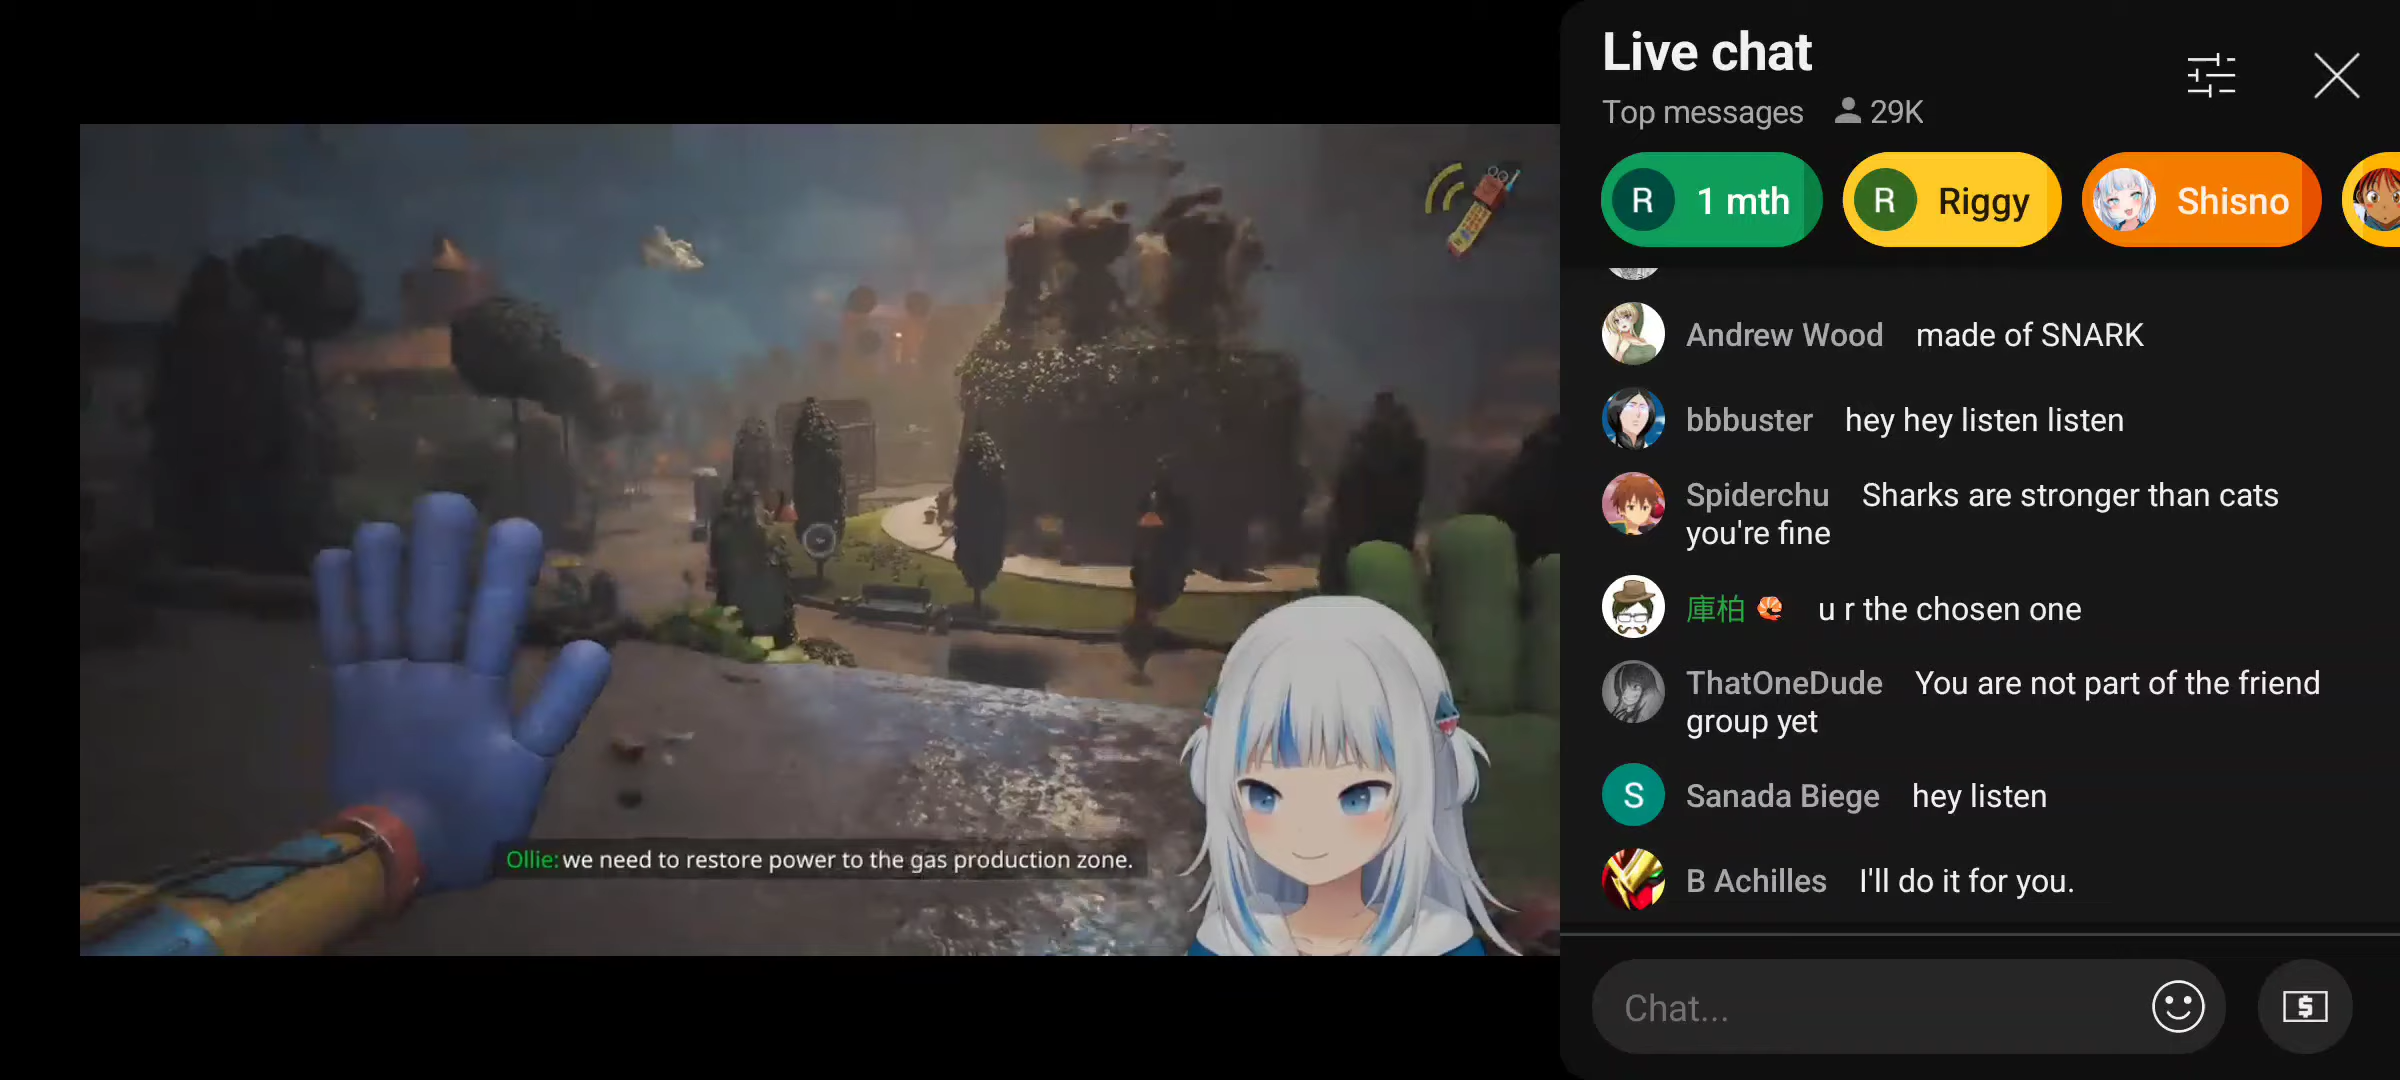 Live chat
Top messages 29K
R 1 mth R Riggy Shisno
Andrew Wood made of SNARK
bbbuster hey hey listen listen
Spiderchu Sharks are stronger than cats
you're fine
庫柏 🦐 u r the chosen one
ThatOneDude You are not part of the friend
group yet
S Sanada Biege hey listen
B Achilles I'll do it for you.
Ollie: we need to restore power to the gas production zone.
Chat...